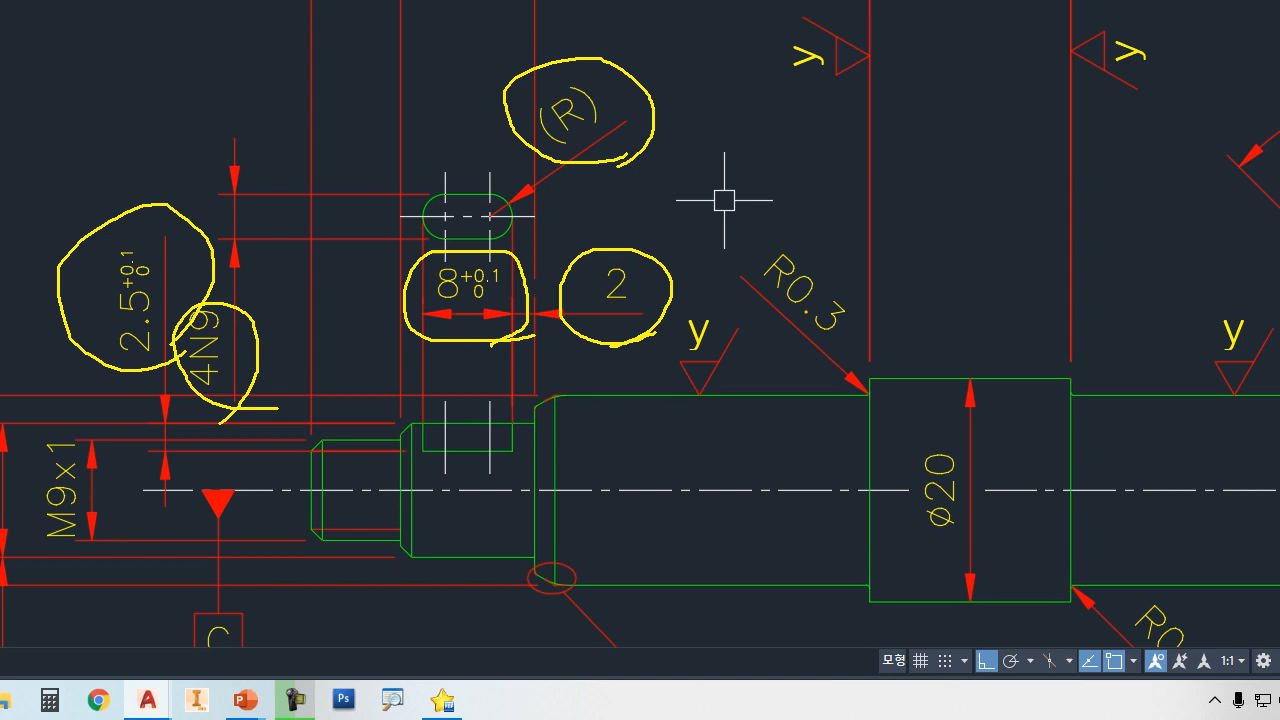 y
y
(R)
2.5 +0.1 0
4N9
8 +0.1 0
2
R0.3
y
y
M9x1
ø20
C
R0
모형
1:1
Ps